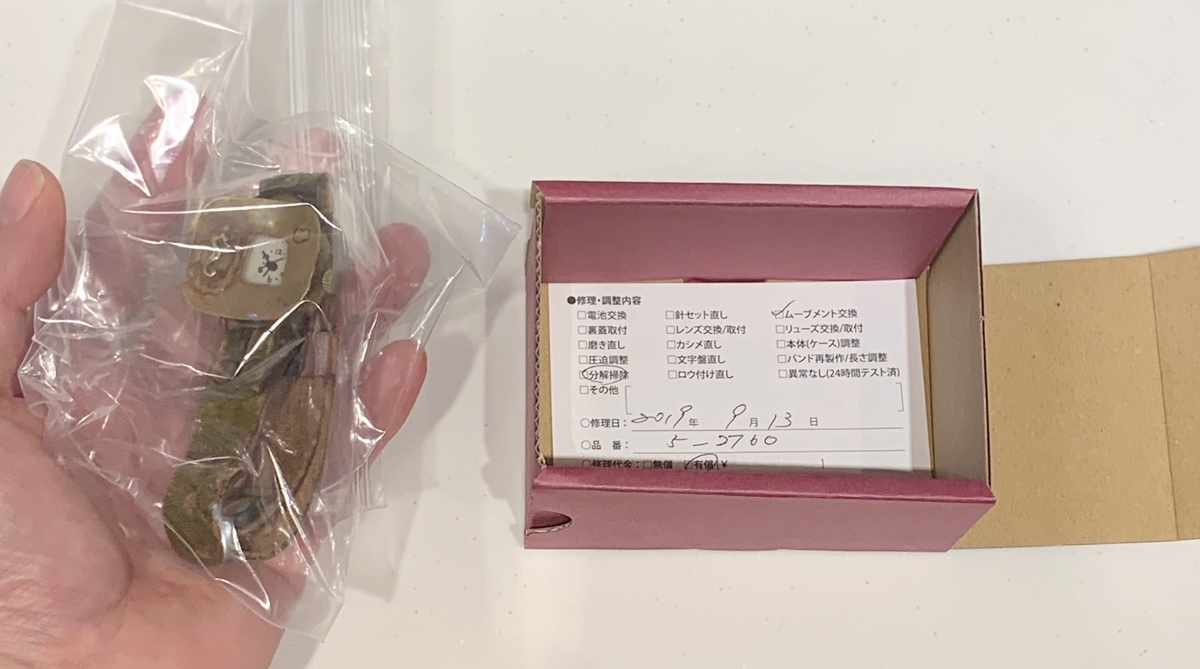 ●修理・調整内容
□電池交換 □針セット直し ☑ムーブメント交換
□裏蓋取付 □レンズ交換/取付 □リューズ交換/取付
□磨き直し □カシメ直し □本体(ケース)調整
□圧迫調整 □文字盤直し □バンド再製作/長さ調整
□分解掃除 □ロウ付け直し □異常なし(24時間テスト済)
□その他[ ]
○修理日：2019年 9月 13日
○品 番： 5-2760
○修理代金：□無償 □有償 ¥ ]